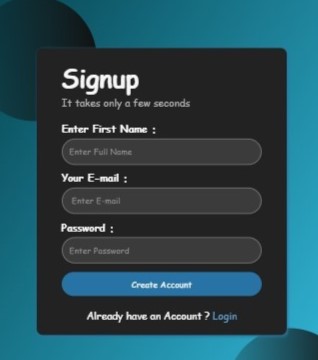 Signup
It takes only a few seconds
Enter First Name :
Enter Full Name
Your E-mail :
Enter E-mail
Password :
Enter Password
Create Account
Already have an Account ? Login